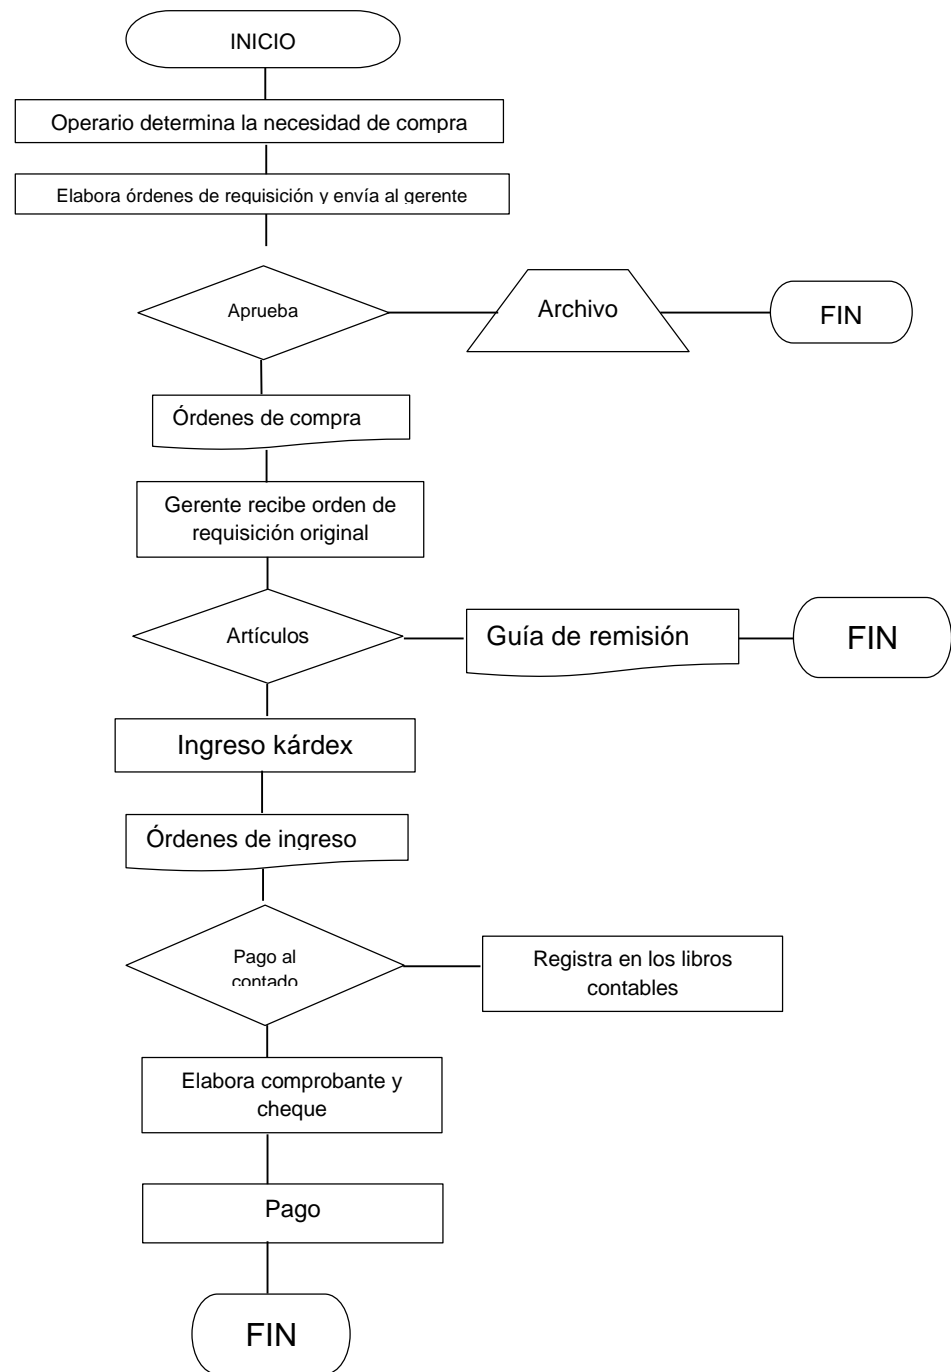 INICIO
Operario determina la necesidad de compra
Elabora órdenes de requisición y envía al gerente
Aprueba
Archivo
FIN
Órdenes de compra
Gerente recibe orden de
requisición original
Artículos
Guía de remisión
FIN
Ingreso kárdex
Órdenes de ingreso
Pago al
contado
Registra en los libros
contables
Elabora comprobante y
cheque
Pago
FIN